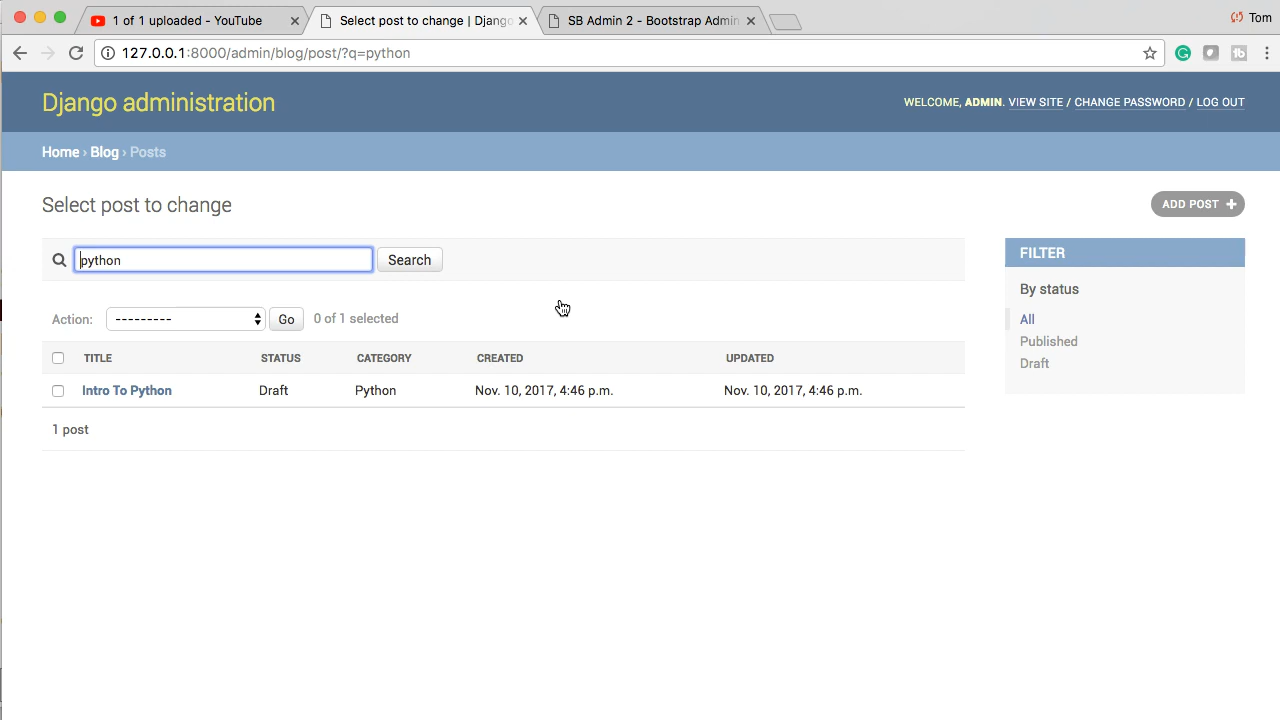 1 of 1 uploaded - YouTube
Select post to change | Django
SB Admin 2 - Bootstrap Admin
Tom
127.0.0.1:8000/admin/blog/post/?q=python
Django administration
WELCOME, ADMIN. VIEW SITE / CHANGE PASSWORD / LOG OUT
Home › Blog › Posts
Select post to change
ADD POST +
python
Search
FILTER
By status
All
Published
Draft
Action:
---------
Go
0 of 1 selected
TITLE STATUS CATEGORY CREATED UPDATED
Intro To Python Draft Python Nov. 10, 2017, 4:46 p.m. Nov. 10, 2017, 4:46 p.m.
1 post